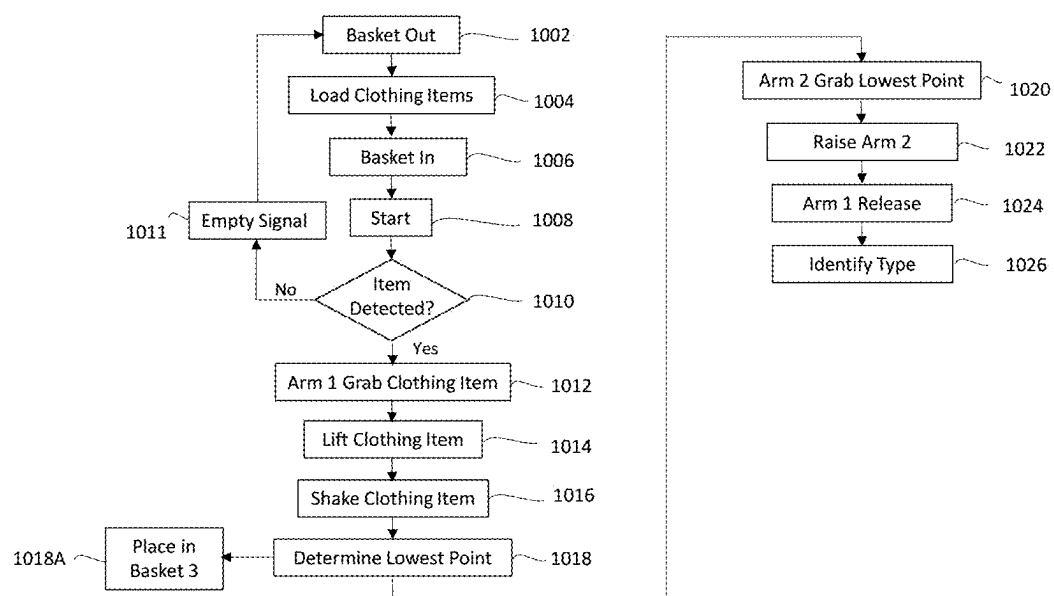 Basket Out
1002
Load Clothing Items
1004
Basket In
1006
Start
1008
Empty Signal
1011
Item
Detected?
1010
No
Yes
Arm 1 Grab Clothing Item
1012
Lift Clothing Item
1014
Shake Clothing Item
1016
Determine Lowest Point
1018
Place in
Basket 3
1018A
Arm 2 Grab Lowest Point
1020
Raise Arm 2
1022
Arm 1 Release
1024
Identify Type
1026